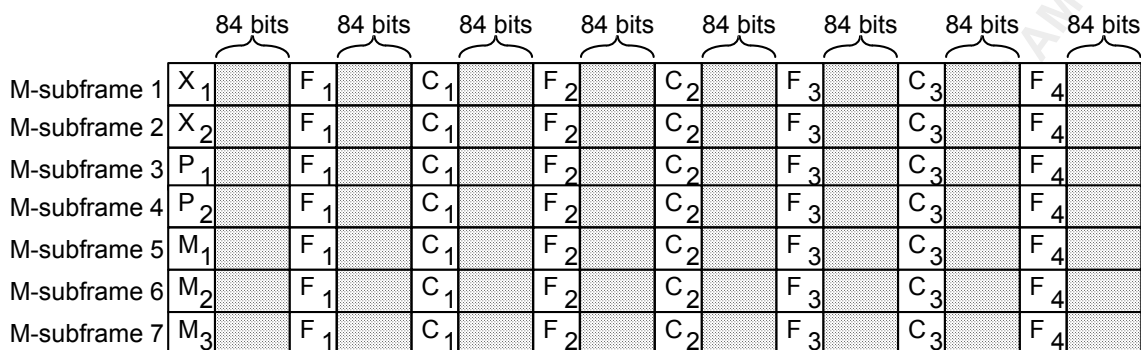 84 bits 84 bits 84 bits 84 bits 84 bits 84 bits 84 bits 84 bits
M-subframe 1 X1 F1 C1 F2 C2 F3 C3 F4
M-subframe 2 X2 F1 C1 F2 C2 F3 C3 F4
M-subframe 3 P1 F1 C1 F2 C2 F3 C3 F4
M-subframe 4 P2 F1 C1 F2 C2 F3 C3 F4
M-subframe 5 M1 F1 C1 F2 C2 F3 C3 F4
M-subframe 6 M2 F1 C1 F2 C2 F3 C3 F4
M-subframe 7 M3 F1 C1 F2 C2 F3 C3 F4